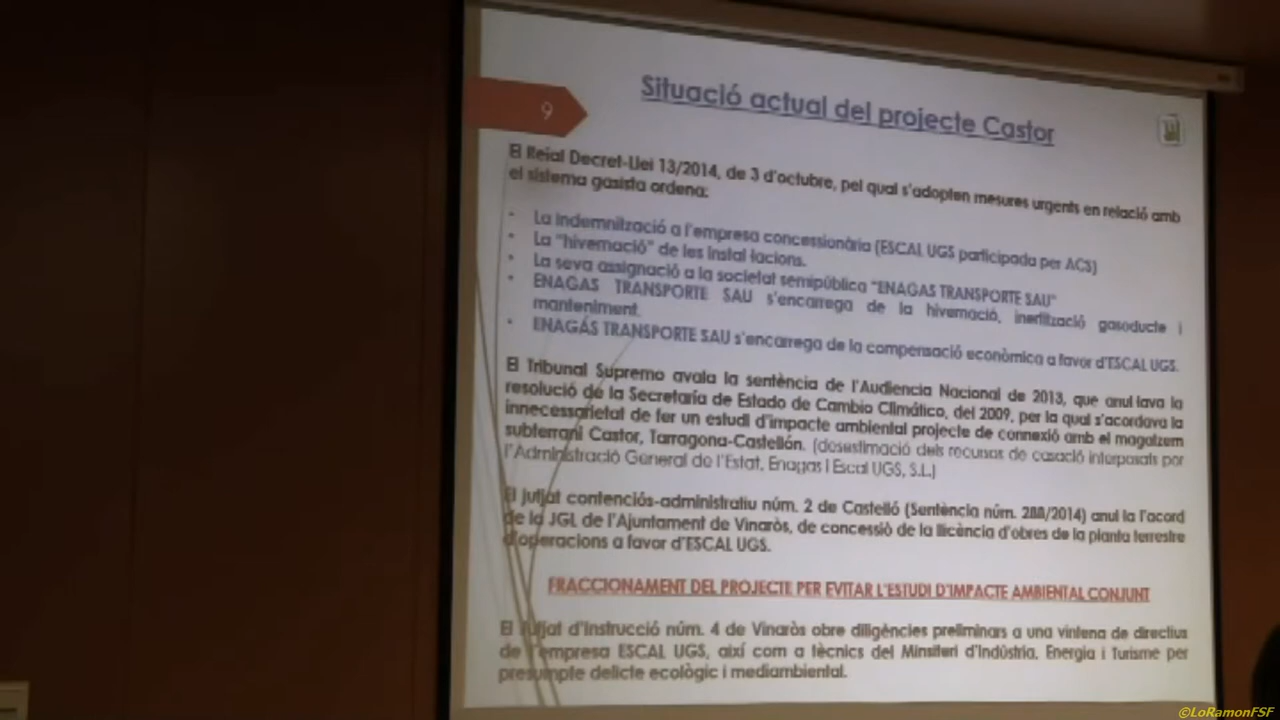 9
Situació actual del projecte Castor
El Reial Decret-Llei 13/2014, de 3 d'octubre, pel qual s'adopten mesures urgents en relació amb
el sistema gasista ordena:
• La indemnització a l'empresa concessionària (ESCAL UGS participada per ACS)
• La "hivernació" de les instal·lacions.
• La seva assignació a la societat semipública "ENAGAS TRANSPORTE SAU"
• ENAGAS TRANSPORTE SAU s'encarrega de la hivernació, inertització gasoducte i
manteniment.
• ENAGÁS TRANSPORTE SAU s'encarrega de la compensació econòmica a favor d'ESCAL UGS.
El Tribunal Supremo avala la sentència de l'Audiencia Nacional de 2013, que anul·lava la
resolució de la Secretaría de Estado de Cambio Climático, del 2009, per la qual s'acordava la
innecessarietat de fer un estudi d'impacte ambiental projecte de connexió amb el magatzem
subterrani Castor, Tarragona-Castellón. (desestimació dels recursos de casació interposats per
l'Administració General de l'Estat, Enagas i Escal UGS, S.L.)
El jutjat contenciós-administratiu núm. 2 de Castelló (Sentència núm. 288/2014) anul·la l'acord
de la JGL de l'Ajuntament de Vinaròs, de concessió de la llicència d'obres de la planta terrestre
d'operacions a favor d'ESCAL UGS.
FRACCIONAMENT DEL PROJECTE PER EVITAR L'ESTUDI D'IMPACTE AMBIENTAL CONJUNT
El Jutjat d'Instrucció núm. 4 de Vinaròs obre diligències preliminars a una vintena de directius
de l'empresa ESCAL UGS, així com a tècnics del Minsiteri d'Indústria, Energia i Turisme per
presumpte delicte ecològic i mediambiental.
©LoRamonFSF